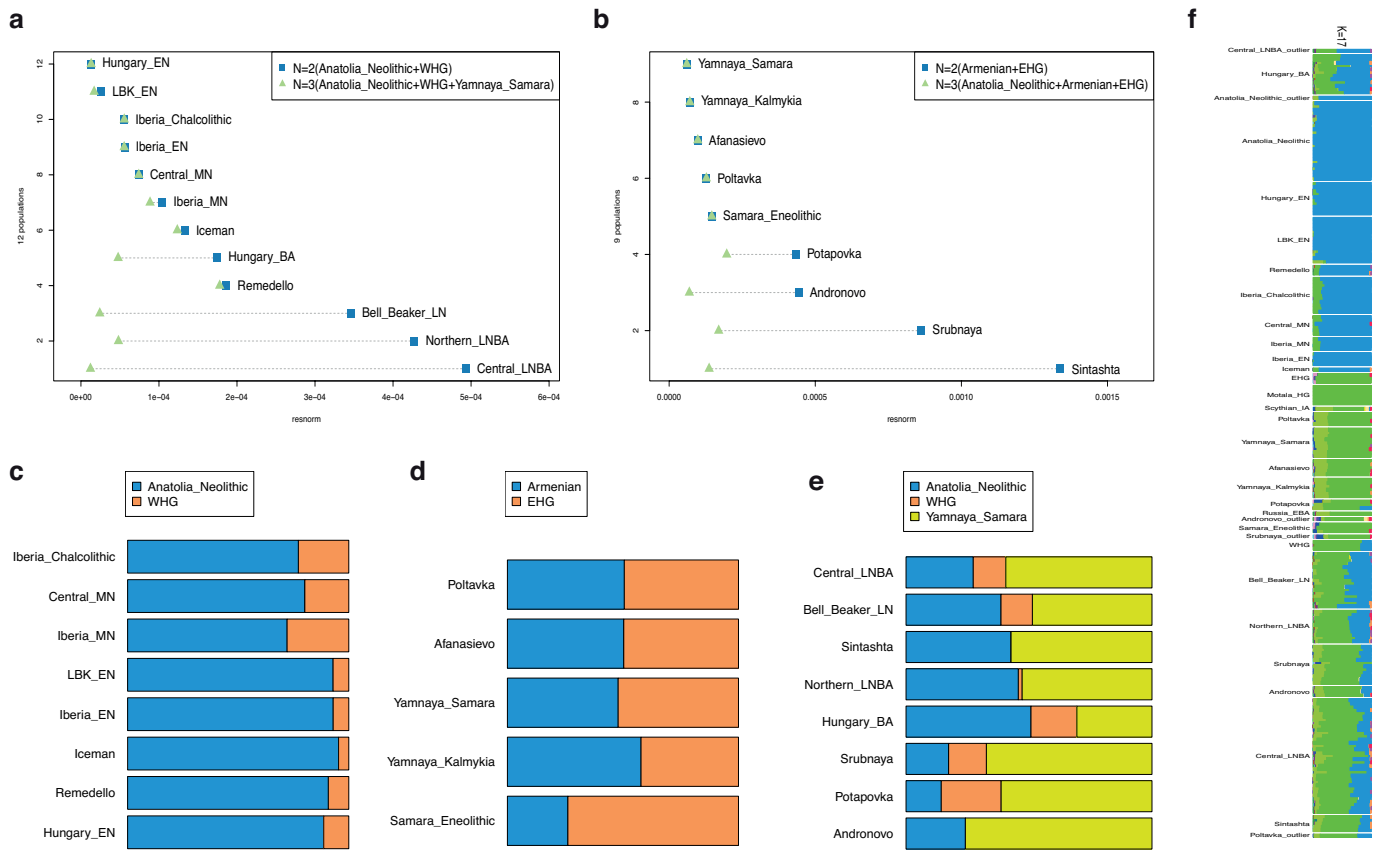 a
12 populations
12
10
8
6
4
2
Hungary_EN
LBK_EN
Iberia_Chalcolithic
Iberia_EN
Central_MN
Iberia_MN
Iceman
Hungary_BA
Remedello
Bell_Beaker_LN
Northern_LNBA
Central_LNBA
N=2(Anatolia_Neolithic+WHG)
N=3(Anatolia_Neolithic+WHG+Yamnaya_Samara)
0e+00 1e-04 2e-04 3e-04 4e-04 5e-04 6e-04
resnorm
b
9 populations
8
6
4
2
Yamnaya_Samara
Yamnaya_Kalmykia
Afanasievo
Poltavka
Samara_Eneolithic
Potapovka
Andronovo
Srubnaya
Sintashta
N=2(Armenian+EHG)
N=3(Anatolia_Neolithic+Armenian+EHG)
0.0000 0.0005 0.0010 0.0015
resnorm
c
Anatolia_Neolithic
WHG
Iberia_Chalcolithic
Central_MN
Iberia_MN
LBK_EN
Iberia_EN
Iceman
Remedello
Hungary_EN
d
Armenian
EHG
Poltavka
Afanasievo
Yamnaya_Samara
Yamnaya_Kalmykia
Samara_Eneolithic
e
Anatolia_Neolithic
WHG
Yamnaya_Samara
Central_LNBA
Bell_Beaker_LN
Sintashta
Northern_LNBA
Hungary_BA
Srubnaya
Potapovka
Andronovo
f
K=17
Central_LNBA_outlier
Hungary_BA
Anatolia_Neolithic_outlier
Anatolia_Neolithic
Hungary_EN
LBK_EN
Remedello
Iberia_Chalcolithic
Central_MN
Iberia_MN
Iberia_EN
Iceman
EHG
Motala_HG
Scythian_IA
Poltavka
Yamnaya_Samara
Afanasievo
Yamnaya_Kalmykia
Potapovka
Russia_EBA
Andronovo_outlier
Samara_Eneolithic
Srubnaya_outlier
WHG
Bell_Beaker_LN
Northern_LNBA
Srubnaya
Andronovo
Central_LNBA
Sintashta
Poltavka_outlier